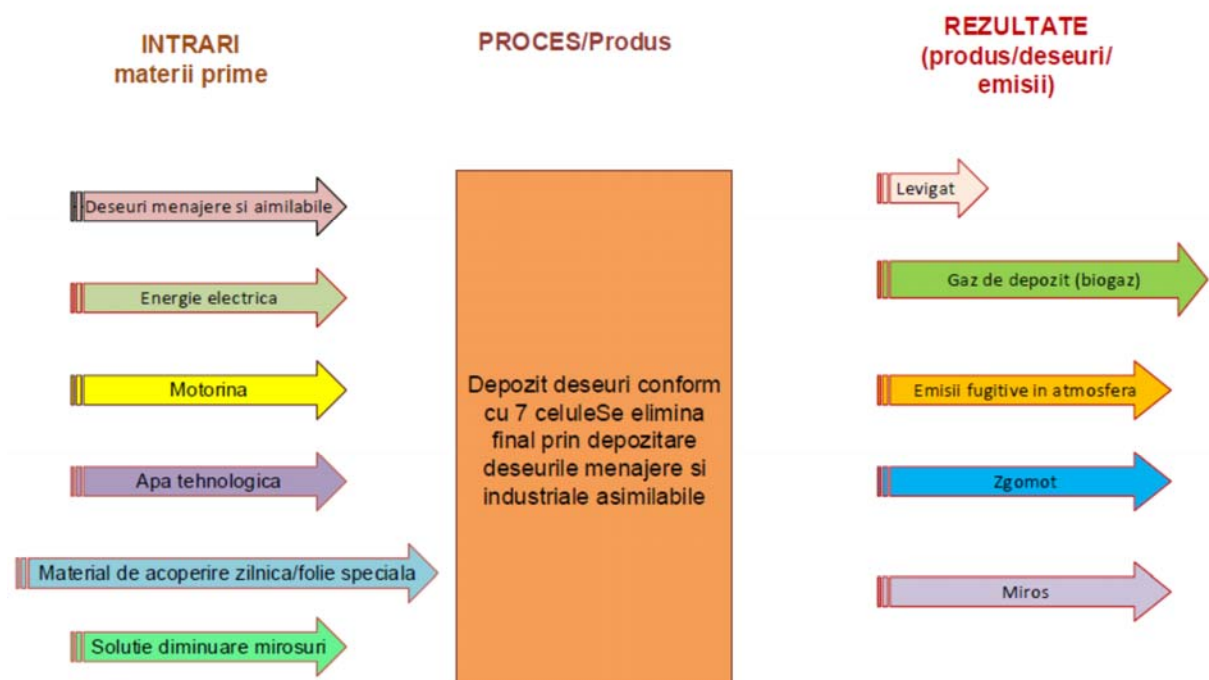 INTRARI
materii prime
PROCES/Produs
REZULTATE
(produs/deseuri/
emisii)
Deseuri menajere si aimilabile
Energie electrica
Motorina
Apa tehnologica
Material de acoperire zilnica/folie speciala
Solutie diminuare mirosuri
Depozit deseuri conform
cu 7 celuleSe elimina
final prin depozitare
deseurile menajere si
industriale asimilabile
Levigat
Gaz de depozit (biogaz)
Emisii fugitive in atmosfera
Zgomot
Miros